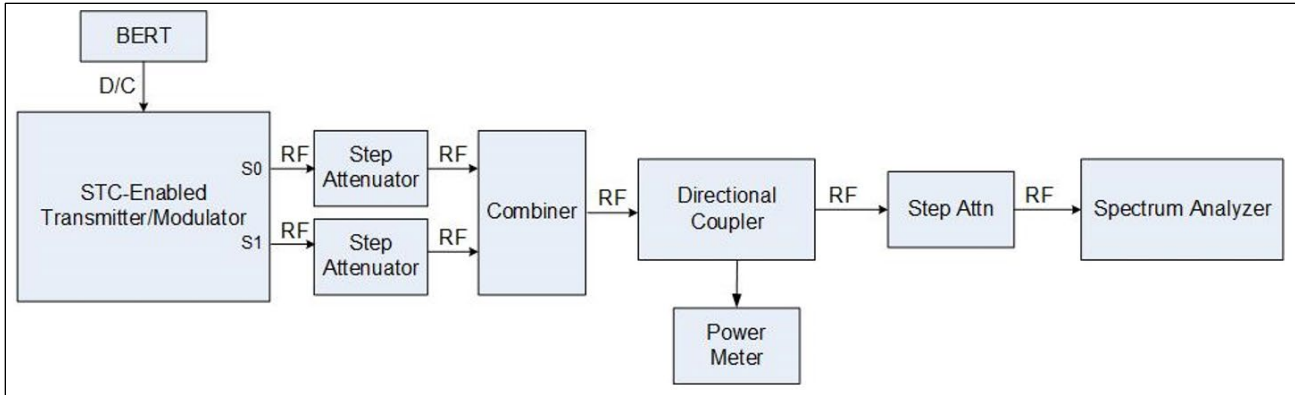 BERT
D/C
STC-Enabled
Transmitter/Modulator
S0
S1
RF
Step
Attenuator
RF
RF
Step
Attenuator
RF
Combiner
RF
Directional
Coupler
RF
Step Attn
RF
Spectrum Analyzer
Power
Meter